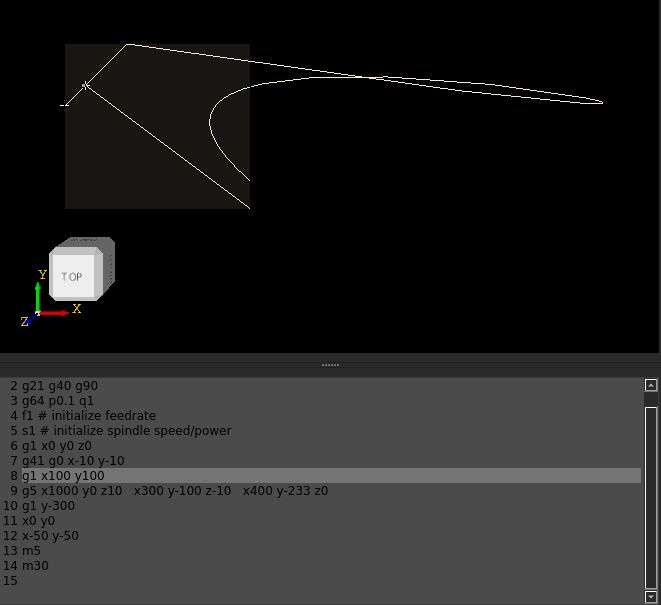 TOP
Y
X
Z
2 g21 g40 g90
3 g64 p0.1 q1
4 f1 # initialize feedrate
5 s1 # initialize spindle speed/power
6 g1 x0 y0 z0
7 g41 g0 x-10 y-10
8 g1 x100 y100
9 g5 x1000 y0 z10   x300 y-100 z-10   x400 y-233 z0
10 g1 y-300
11 x0 y0
12 x-50 y-50
13 m5
14 m30
15